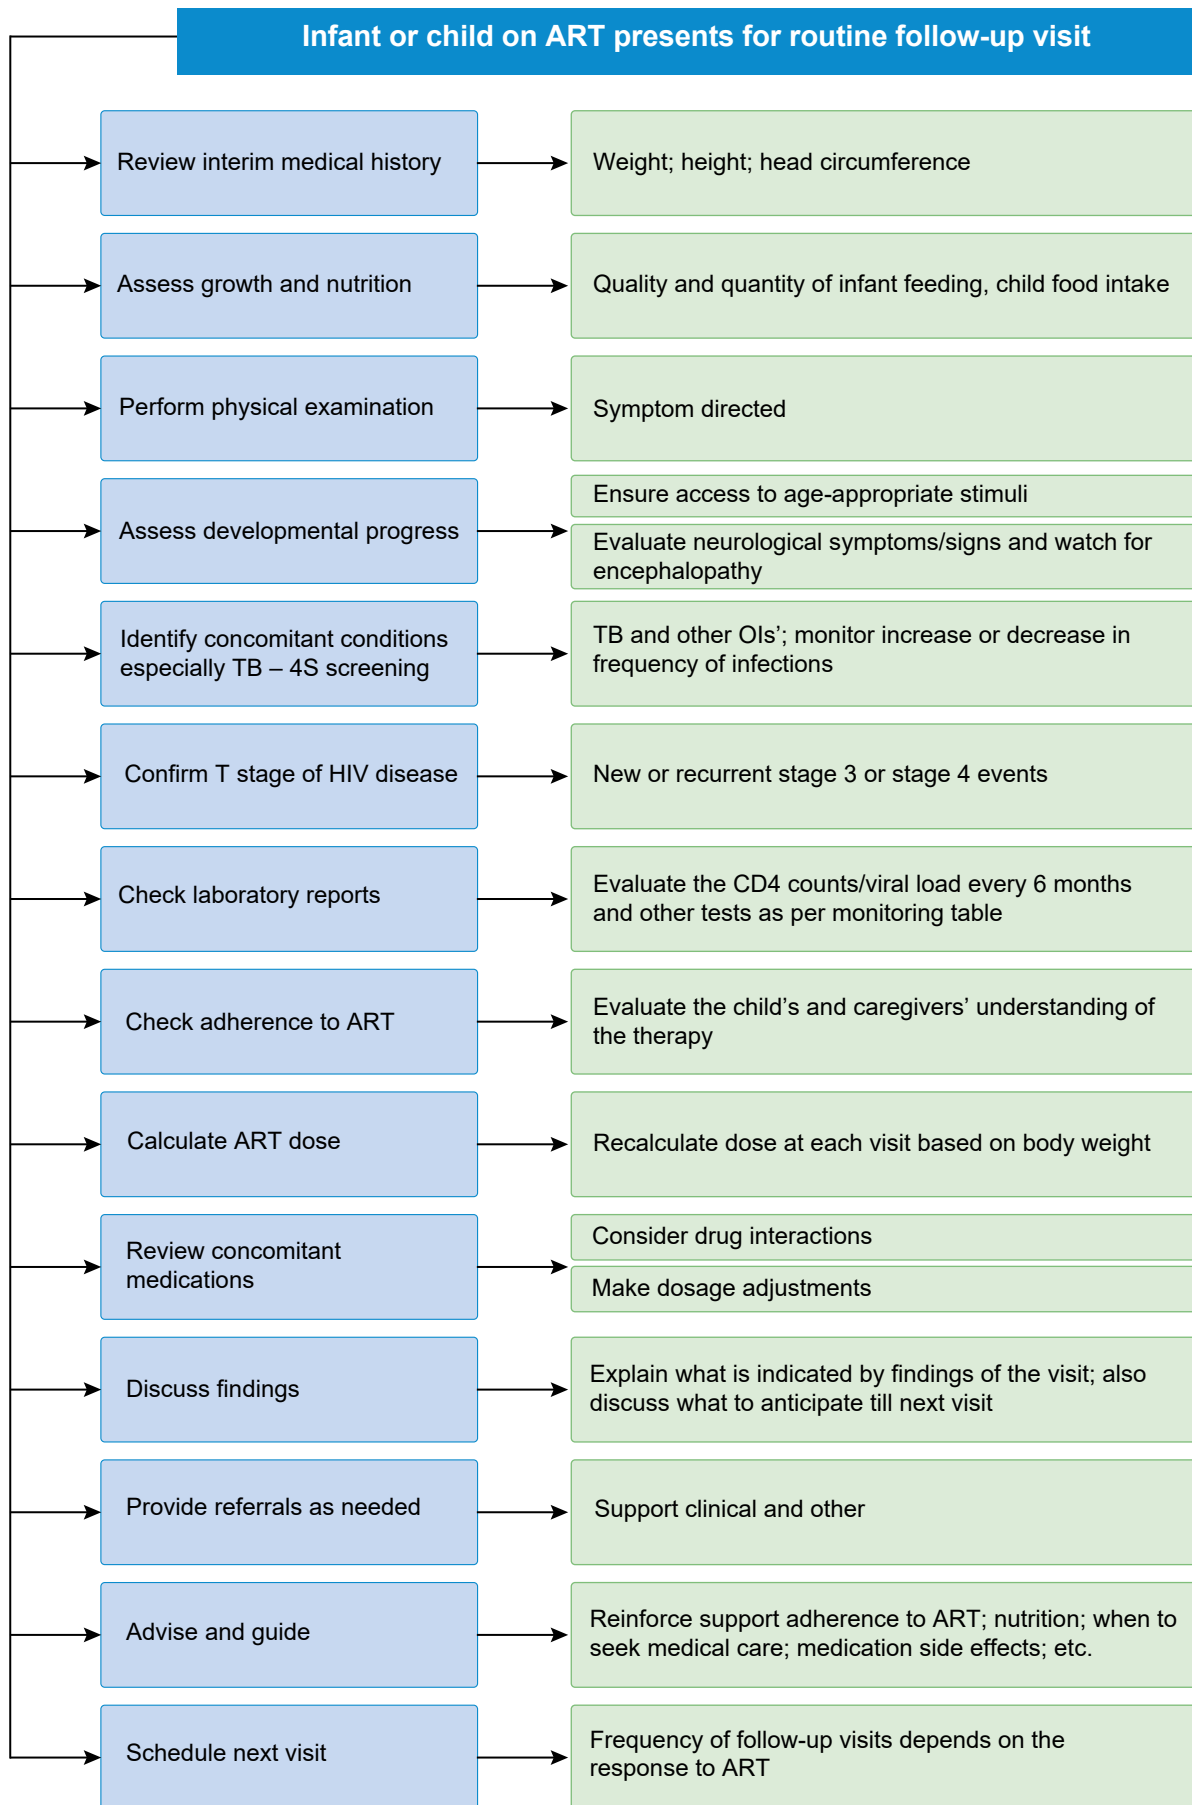 Infant or child on ART presents for routine follow-up visit
Review interim medical history
Weight; height; head circumference
Assess growth and nutrition
Quality and quantity of infant feeding, child food intake
Perform physical examination
Symptom directed
Assess developmental progress
Ensure access to age-appropriate stimuli
Evaluate neurological symptoms/signs and watch for
encephalopathy
Identify concomitant conditions
especially TB – 4S screening
TB and other OIs’; monitor increase or decrease in
frequency of infections
Confirm T stage of HIV disease
New or recurrent stage 3 or stage 4 events
Check laboratory reports
Evaluate the CD4 counts/viral load every 6 months
and other tests as per monitoring table
Check adherence to ART
Evaluate the child’s and caregivers’ understanding of
the therapy
Calculate ART dose
Recalculate dose at each visit based on body weight
Review concomitant
medications
Consider drug interactions
Make dosage adjustments
Discuss findings
Explain what is indicated by findings of the visit; also
discuss what to anticipate till next visit
Provide referrals as needed
Support clinical and other
Advise and guide
Reinforce support adherence to ART; nutrition; when to
seek medical care; medication side effects; etc.
Schedule next visit
Frequency of follow-up visits depends on the
response to ART